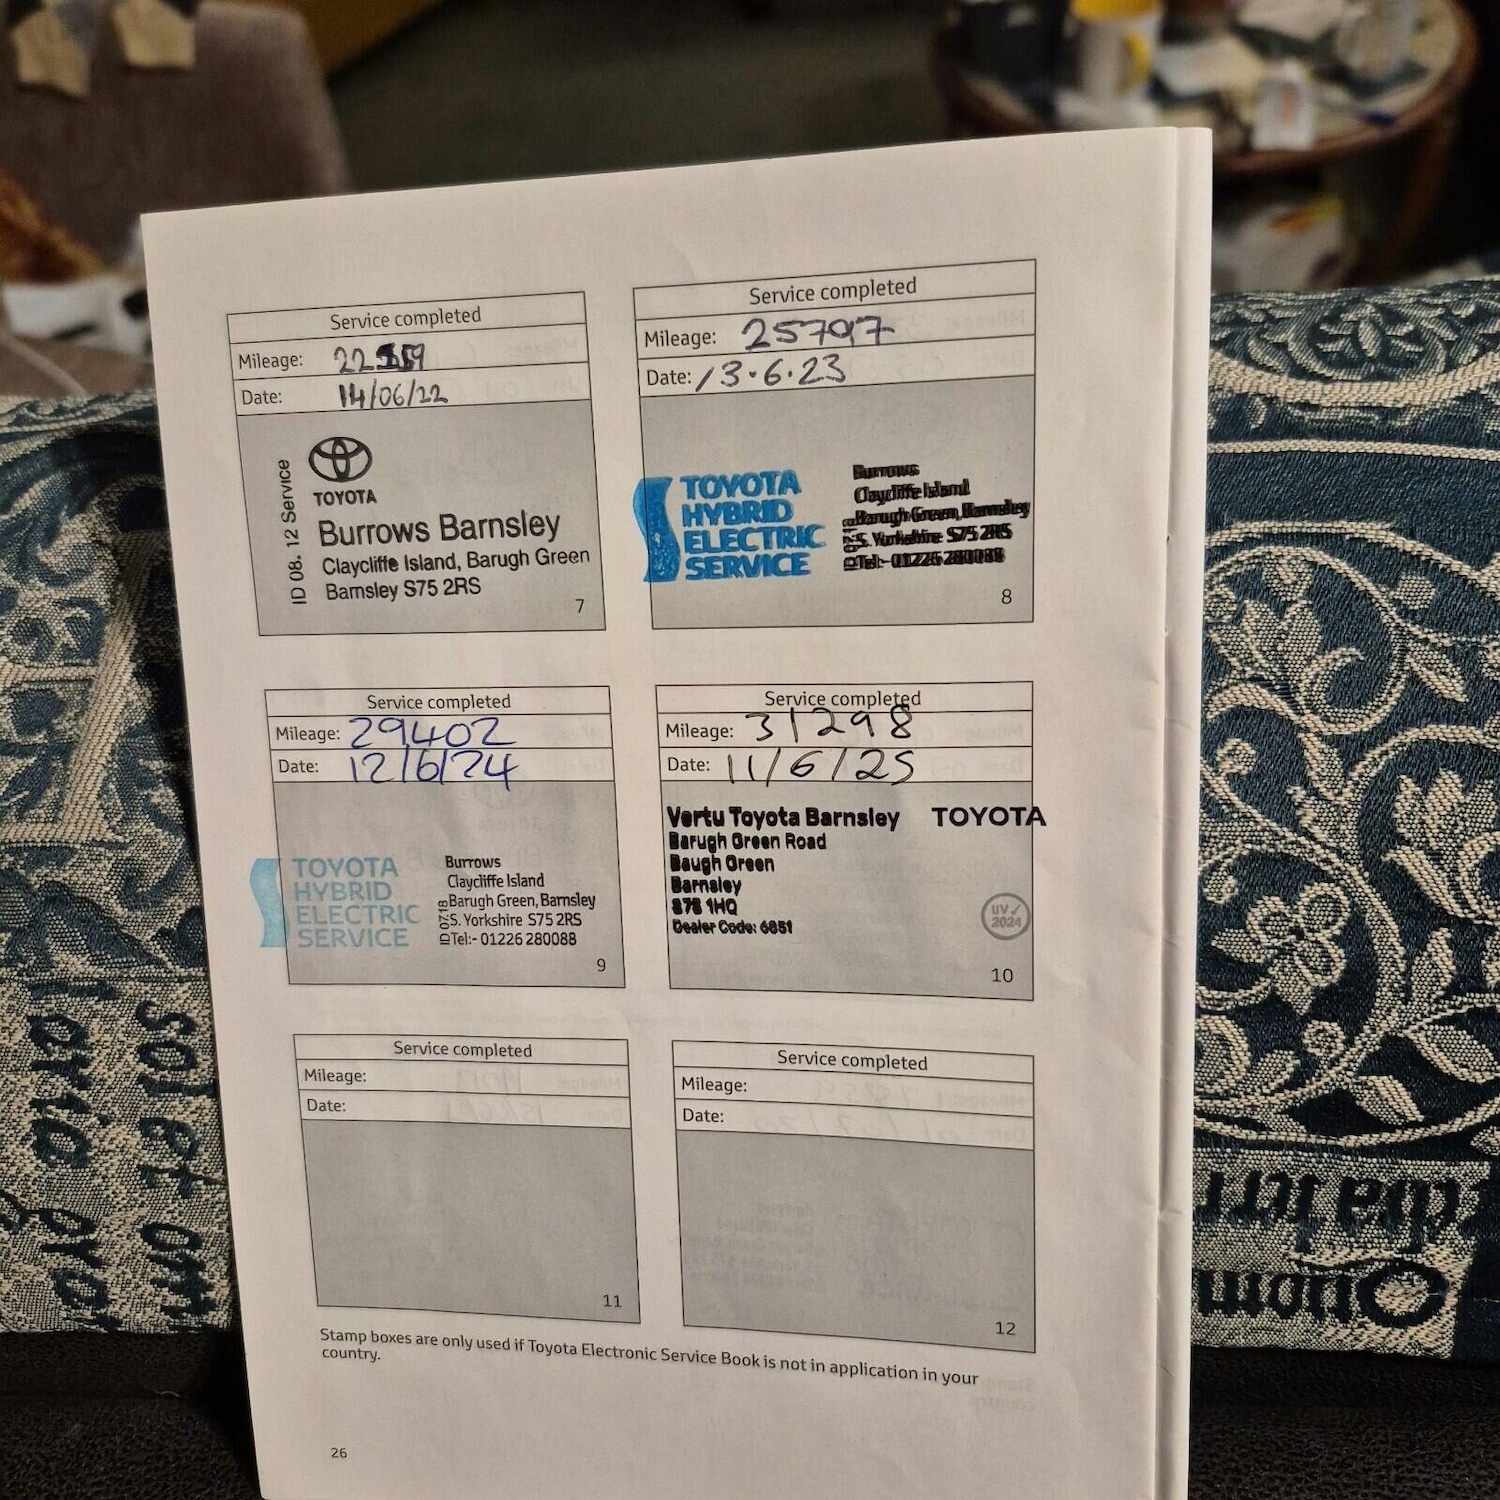 Service completed
Mileage:
Date: 14/06/22
ID 08. 12 Service
TOYOTA
Burrows Barnsley
Claycliffe Island, Barugh Green
Barnsley S75 2RS
7
Service completed
Mileage: 25797
Date: 13.6.23
TOYOTA
HYBRID
ELECTRIC
SERVICE
Burrows
Claycliffe Island
Barugh Green, Barnsley
S. Yorkshire S75 2RS
Tel:- 01226 280088
8
Service completed
Mileage: 29402
Date: 12/6/24
TOYOTA
HYBRID
ELECTRIC
SERVICE
Burrows
Claycliffe Island
Barugh Green, Barnsley
S. Yorkshire S75 2RS
Tel:- 01226 280088
ID 07.18
9
Service completed
Mileage: 31298
Date: 11/6/25
Vertu Toyota Barnsley TOYOTA
Barugh Green Road
Baugh Green
Barnsley
S75 1HQ
Dealer Code: 6851
UV✓
2024
10
Service completed
Mileage:
Date:
11
Service completed
Mileage:
Date:
12
Stamp boxes are only used if Toyota Electronic Service Book is not in application in your
country.
26